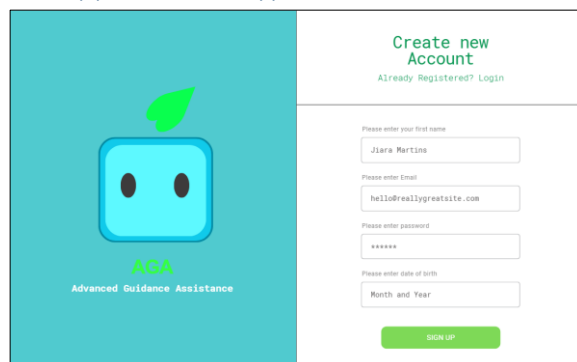 AGA
Advanced Guidance Assistance
Create new
Account
Already Registered? Login
Please enter your first name
Jiara Martins
Please enter Email
hello@reallygreatsite.com
Please enter password
******
Please enter date of birth
Month and Year
SIGN UP